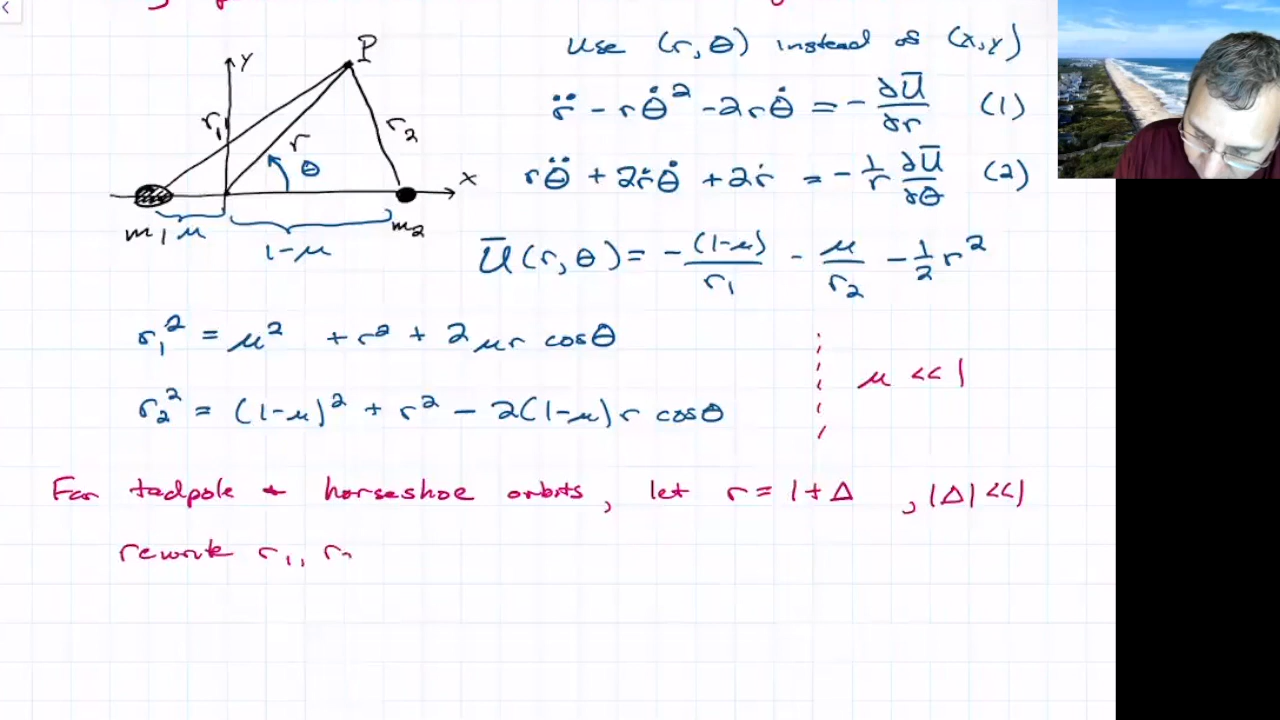 use (r, θ) instead of (x,y)
P
y
r₁
r
r₂
θ
x
m₁
μ
1-μ
m₂
r̈ - rθ̇² - 2rθ̇ = - ∂Ū/∂r (1)
rθ̈ + 2ṙθ̇ + 2ṙ = - 1/r ∂Ū/∂θ (2)
Ū(r, θ) = - (1-μ)/r₁ - μ/r₂ - 1/2 r²
r₁² = μ² + r² + 2μr cosθ
r₂² = (1-μ)² + r² - 2(1-μ)r cosθ
μ << 1
For tadpole + horseshoe orbits, let r = 1 + Δ , |Δ| << 1
rewrite r₁, r₂